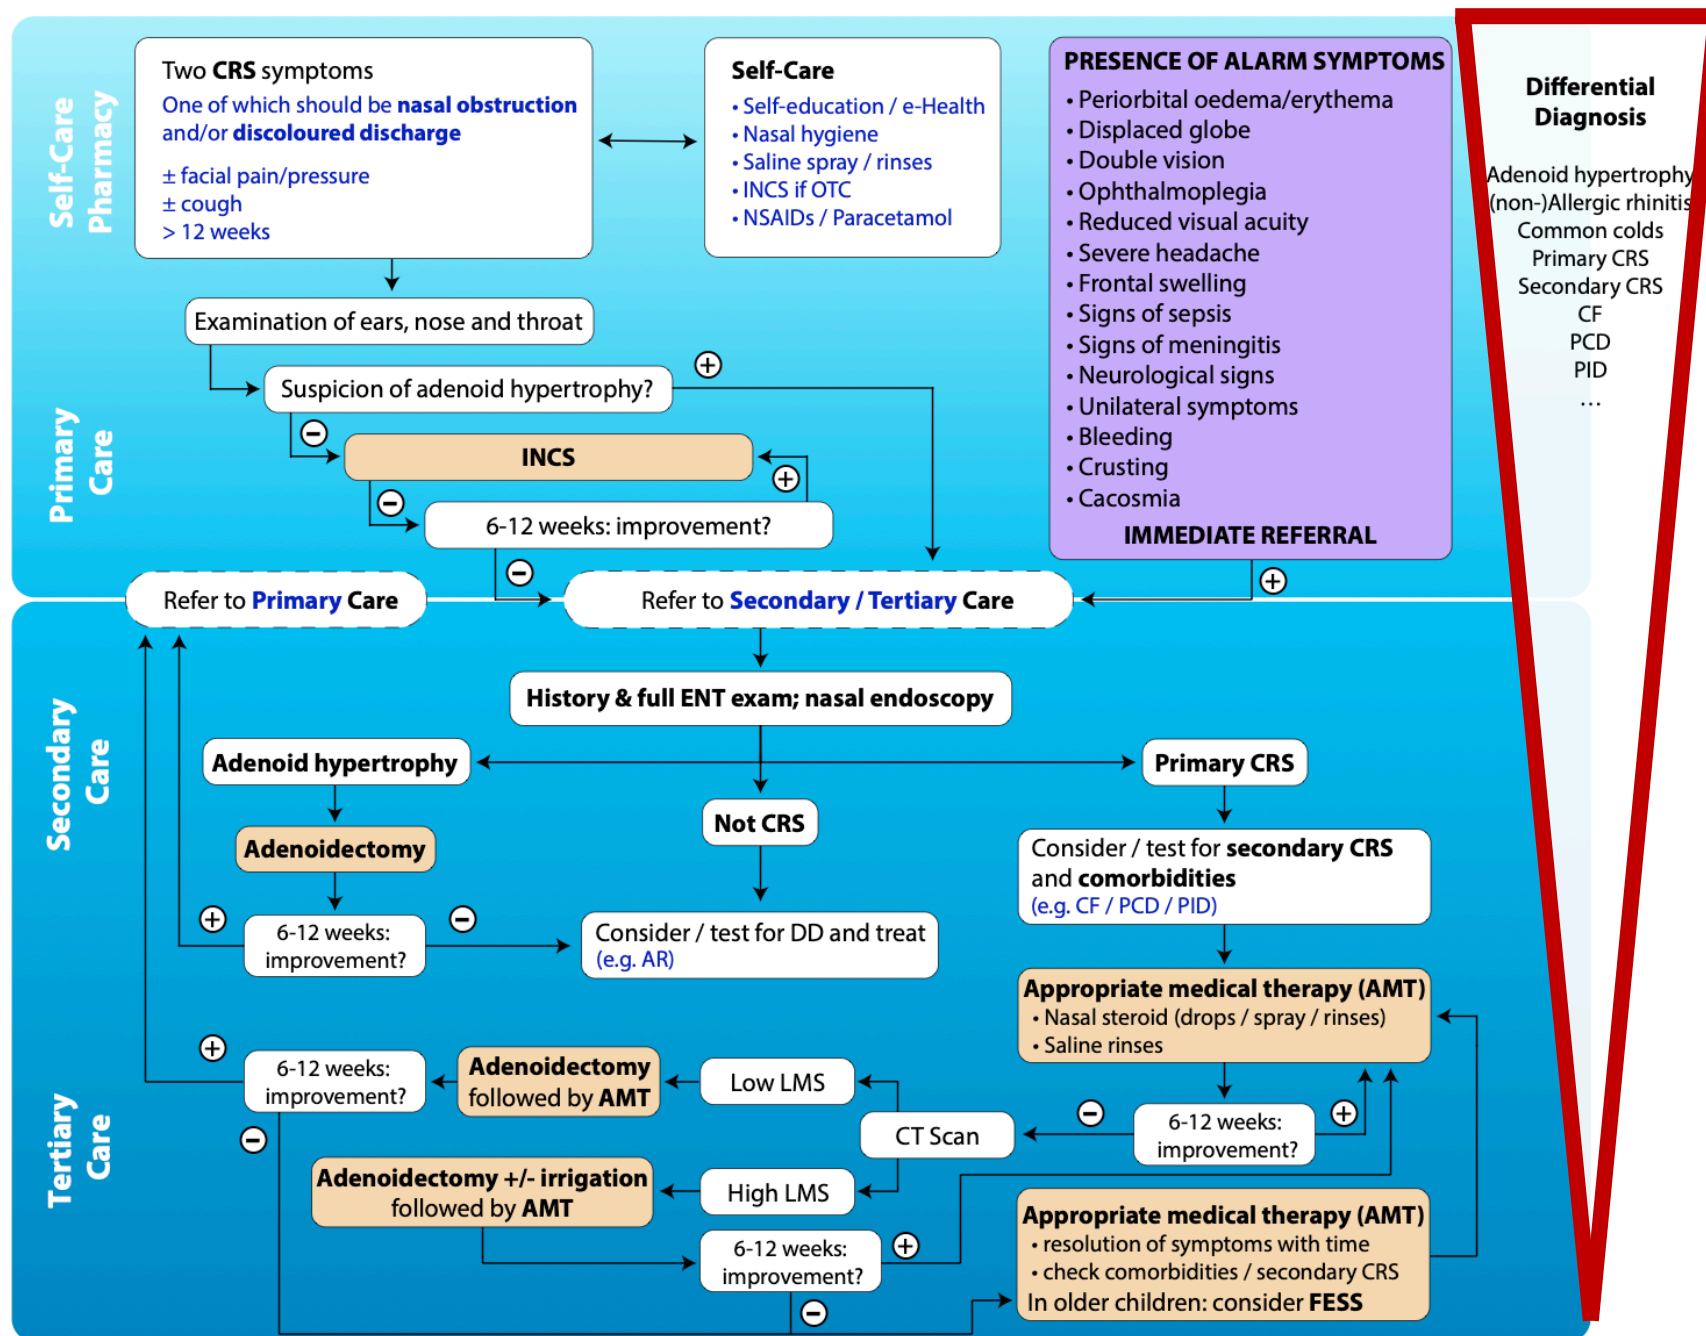 Self-Care
Pharmacy
Two CRS symptoms
One of which should be nasal obstruction
and/or discoloured discharge
± facial pain/pressure
± cough
> 12 weeks
Self-Care
• Self-education / e-Health
• Nasal hygiene
• Saline spray / rinses
• INCS if OTC
• NSAIDs / Paracetamol
PRESENCE OF ALARM SYMPTOMS
• Periorbital oedema/erythema
• Displaced globe
• Double vision
• Ophthalmoplegia
• Reduced visual acuity
• Severe headache
• Frontal swelling
• Signs of sepsis
• Signs of meningitis
• Neurological signs
• Unilateral symptoms
• Bleeding
• Crusting
• Cacosmia
IMMEDIATE REFERRAL
+
Differential
Diagnosis
Adenoid hypertrophy
(non-)Allergic rhinitis
Common colds
Primary CRS
Secondary CRS
CF
PCD
PID
...
Primary
Care
Examination of ears, nose and throat
Suspicion of adenoid hypertrophy?
+
−
INCS
+
−
6-12 weeks: improvement?
−
Refer to Primary Care
Refer to Secondary / Tertiary Care
Secondary
Care
History & full ENT exam; nasal endoscopy
Adenoid hypertrophy
Primary CRS
Not CRS
Adenoidectomy
Consider / test for secondary CRS
and comorbidities
(e.g. CF / PCD / PID)
+
6-12 weeks:
improvement?
−
Consider / test for DD and treat
(e.g. AR)
Appropriate medical therapy (AMT)
• Nasal steroid (drops / spray / rinses)
• Saline rinses
Tertiary
Care
+
6-12 weeks:
improvement?
−
Adenoidectomy
followed by AMT
Low LMS
CT Scan
−
6-12 weeks:
improvement?
+
Adenoidectomy +/- irrigation
followed by AMT
High LMS
6-12 weeks:
improvement?
+
−
Appropriate medical therapy (AMT)
• resolution of symptoms with time
• check comorbidities / secondary CRS
In older children: consider FESS